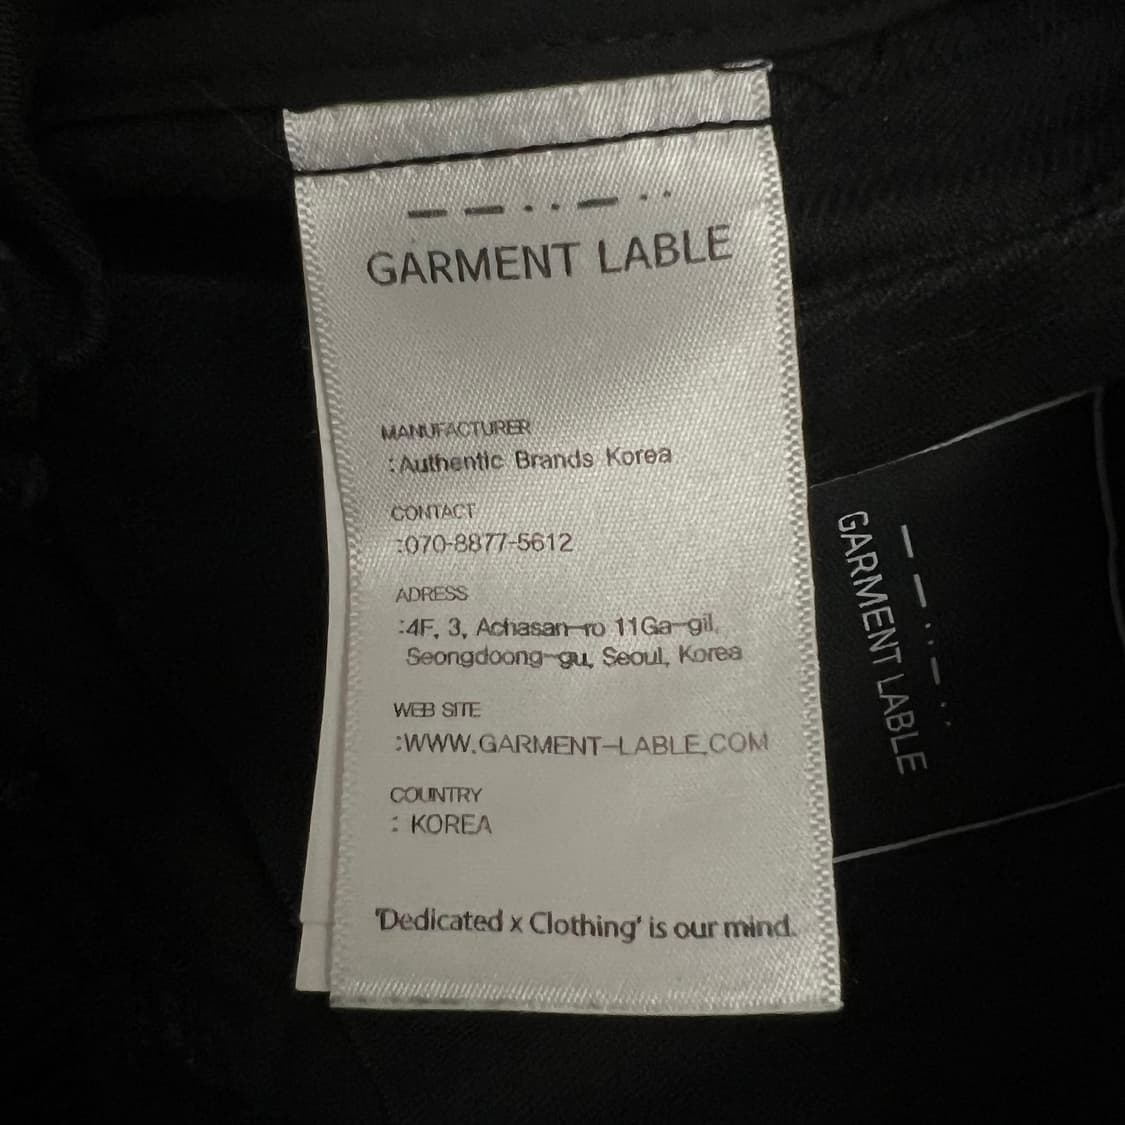 — — · · — · ·
GARMENT LABLE
MANUFACTURER
:Authentic Brands Korea
CONTACT
:070-8877-5612
ADRESS
:4F, 3, Achasan-ro 11Ga-gil,
Seongdoong-gu, Seoul, Korea
WEB SITE
:WWW.GARMENT-LABLE.COM
COUNTRY
: KOREA
'Dedicated x Clothing' is our mind.
— — · · — · ·
GARMENT LABLE